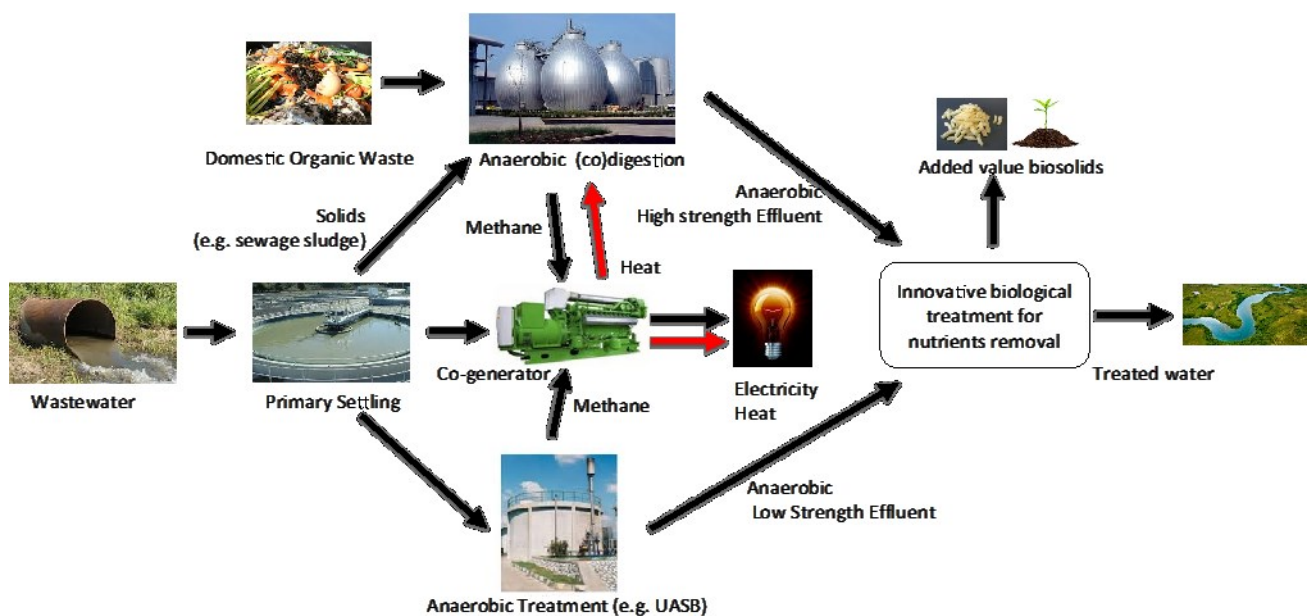 Domestic Organic Waste
Anaerobic (co)digestion
Added value biosolids
Solids
(e.g. sewage sludge)
Methane
Heat
Anaerobic
High strength Effluent
Wastewater
Primary Settling
Co-generator
Methane
Electricity
Heat
Innovative biological
treatment for
nutrients removal
Treated water
Anaerobic
Low Strength Effluent
Anaerobic Treatment (e.g. UASB)